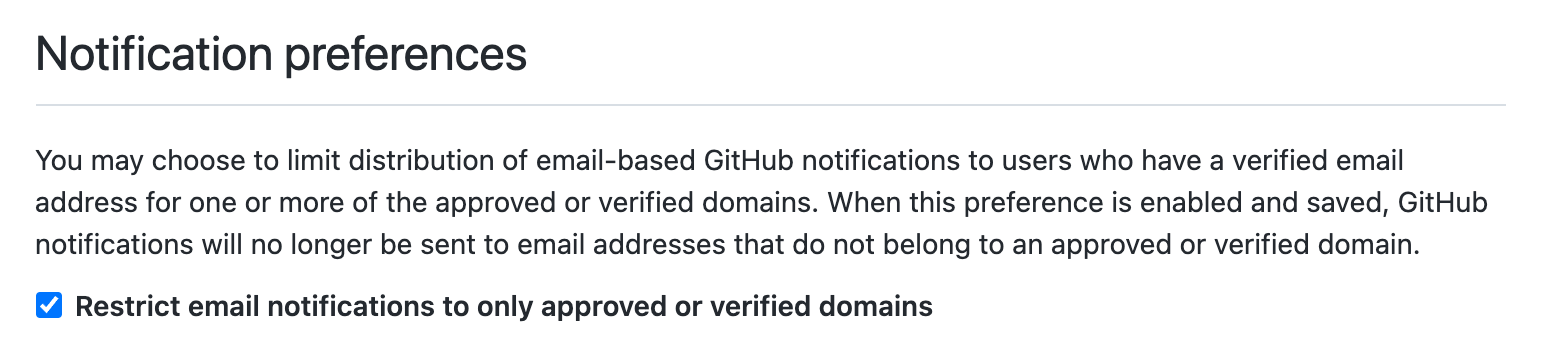 Notification preferences
You may choose to limit distribution of email-based GitHub notifications to users who have a verified email
address for one or more of the approved or verified domains. When this preference is enabled and saved, GitHub
notifications will no longer be sent to email addresses that do not belong to an approved or verified domain.
Restrict email notifications to only approved or verified domains